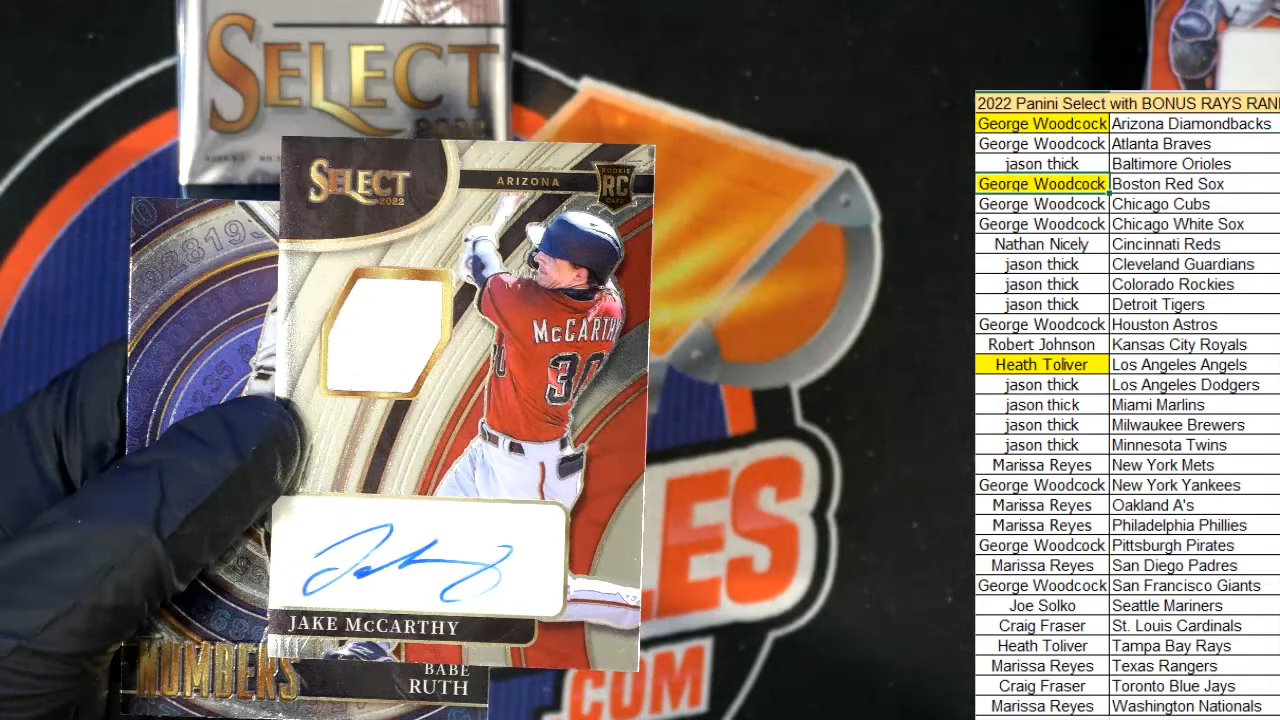 SELECT
2022
SELECT
2022
ARIZONA
ROOKIE
RC
CARD
McCARTH
30
JAKE McCARTHY
NUMBERS
BABE
RUTH
LES
.COM
2022 Panini Select with BONUS RAYS RAN
George Woodcock Arizona Diamondbacks
George Woodcock Atlanta Braves
jason thick Baltimore Orioles
George Woodcock Boston Red Sox
George Woodcock Chicago Cubs
George Woodcock Chicago White Sox
Nathan Nicely Cincinnati Reds
jason thick Cleveland Guardians
jason thick Colorado Rockies
jason thick Detroit Tigers
George Woodcock Houston Astros
Robert Johnson Kansas City Royals
Heath Toliver Los Angeles Angels
jason thick Los Angeles Dodgers
jason thick Miami Marlins
jason thick Milwaukee Brewers
jason thick Minnesota Twins
Marissa Reyes New York Mets
George Woodcock New York Yankees
Marissa Reyes Oakland A's
Marissa Reyes Philadelphia Phillies
George Woodcock Pittsburgh Pirates
Marissa Reyes San Diego Padres
George Woodcock San Francisco Giants
Joe Solko Seattle Mariners
Craig Fraser St. Louis Cardinals
Heath Toliver Tampa Bay Rays
Marissa Reyes Texas Rangers
Craig Fraser Toronto Blue Jays
Marissa Reyes Washington Nationals